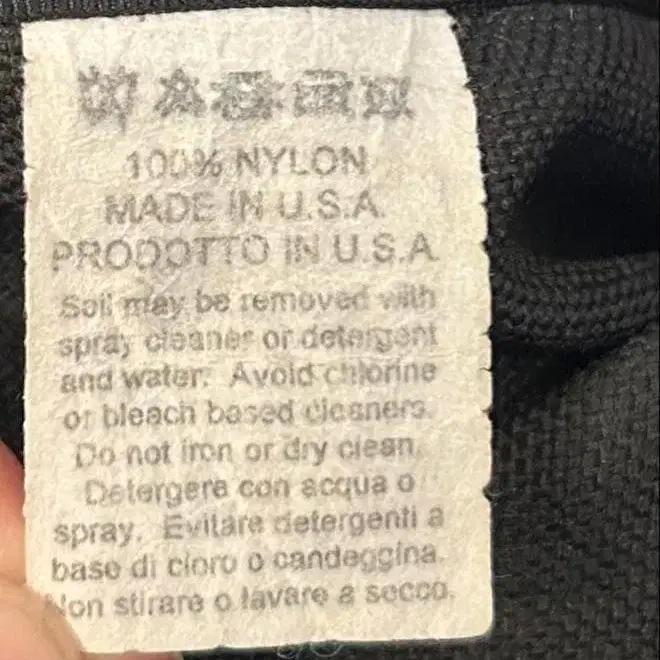 100% NYLON
MADE IN U.S.A.
PRODOTTO IN U.S.A
Soil may be removed with
spray cleaner or detergent
and water. Avoid chlorine
or bleach based cleaners.
Do not iron or dry clean.
Detergere con acqua o
spray. Evitare detergenti a
base di cloro o candeggina.
Non stirare o lavare a secco.